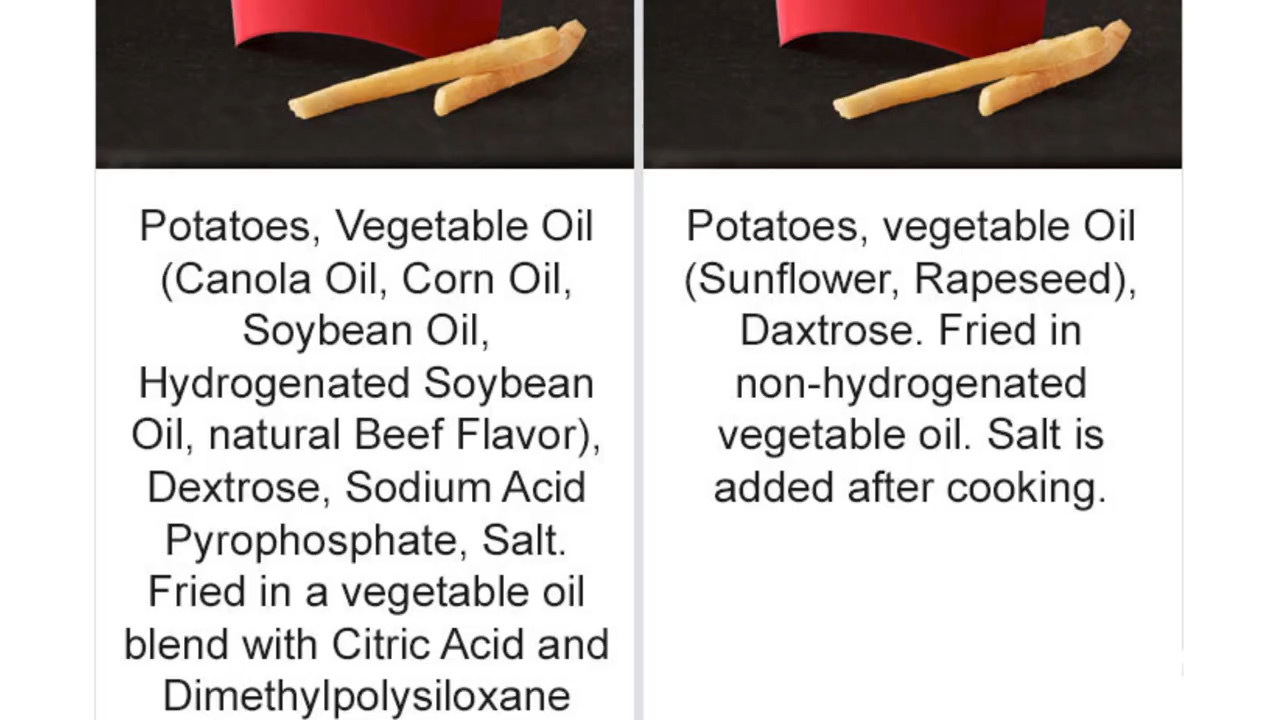 Potatoes, Vegetable Oil
(Canola Oil, Corn Oil,
Soybean Oil,
Hydrogenated Soybean
Oil, natural Beef Flavor),
Dextrose, Sodium Acid
Pyrophosphate, Salt.
Fried in a vegetable oil
blend with Citric Acid and
Dimethylpolysiloxane
Potatoes, vegetable Oil
(Sunflower, Rapeseed),
Daxtrose. Fried in
non-hydrogenated
vegetable oil. Salt is
added after cooking.